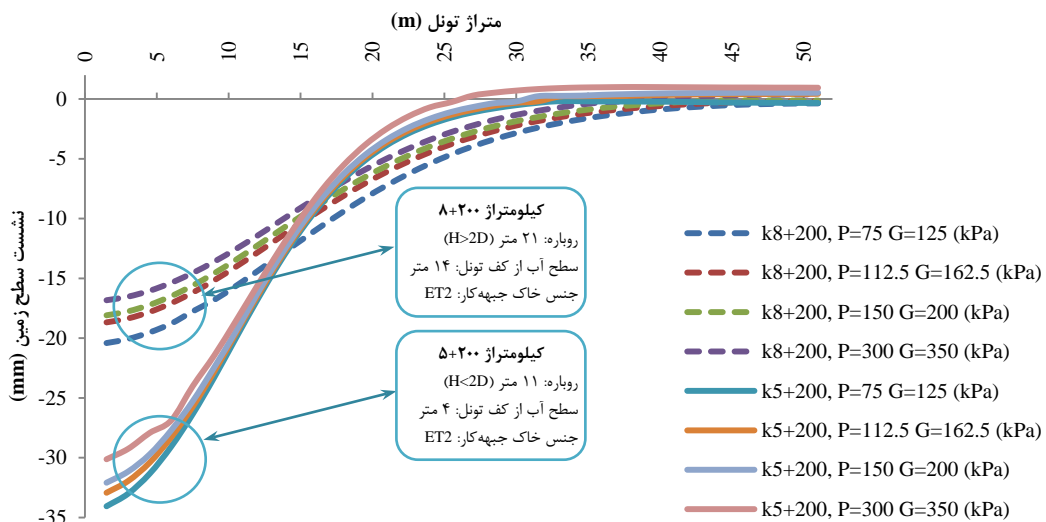 متراژ تونل (m)
0 5 10 15 20 25 30 35 40 45 50
نشست سطح زمین (mm)
0
-5
-10
-15
-20
-25
-30
-35
کیلومتراژ ۸+۲۰۰
روباره: ۲۱ متر (H>2D)
سطح آب از کف تونل: ۱۴ متر
جنس خاک جبهه‌کار: ET2
کیلومتراژ ۵+۲۰۰
روباره: ۱۱ متر (H<2D)
سطح آب از کف تونل: ۴ متر
جنس خاک جبهه‌کار: ET2
k8+200, P=75 G=125 (kPa)
k8+200, P=112.5 G=162.5 (kPa)
k8+200, P=150 G=200 (kPa)
k8+200, P=300 G=350 (kPa)
k5+200, P=75 G=125 (kPa)
k5+200, P=112.5 G=162.5 (kPa)
k5+200, P=150 G=200 (kPa)
k5+200, P=300 G=350 (kPa)